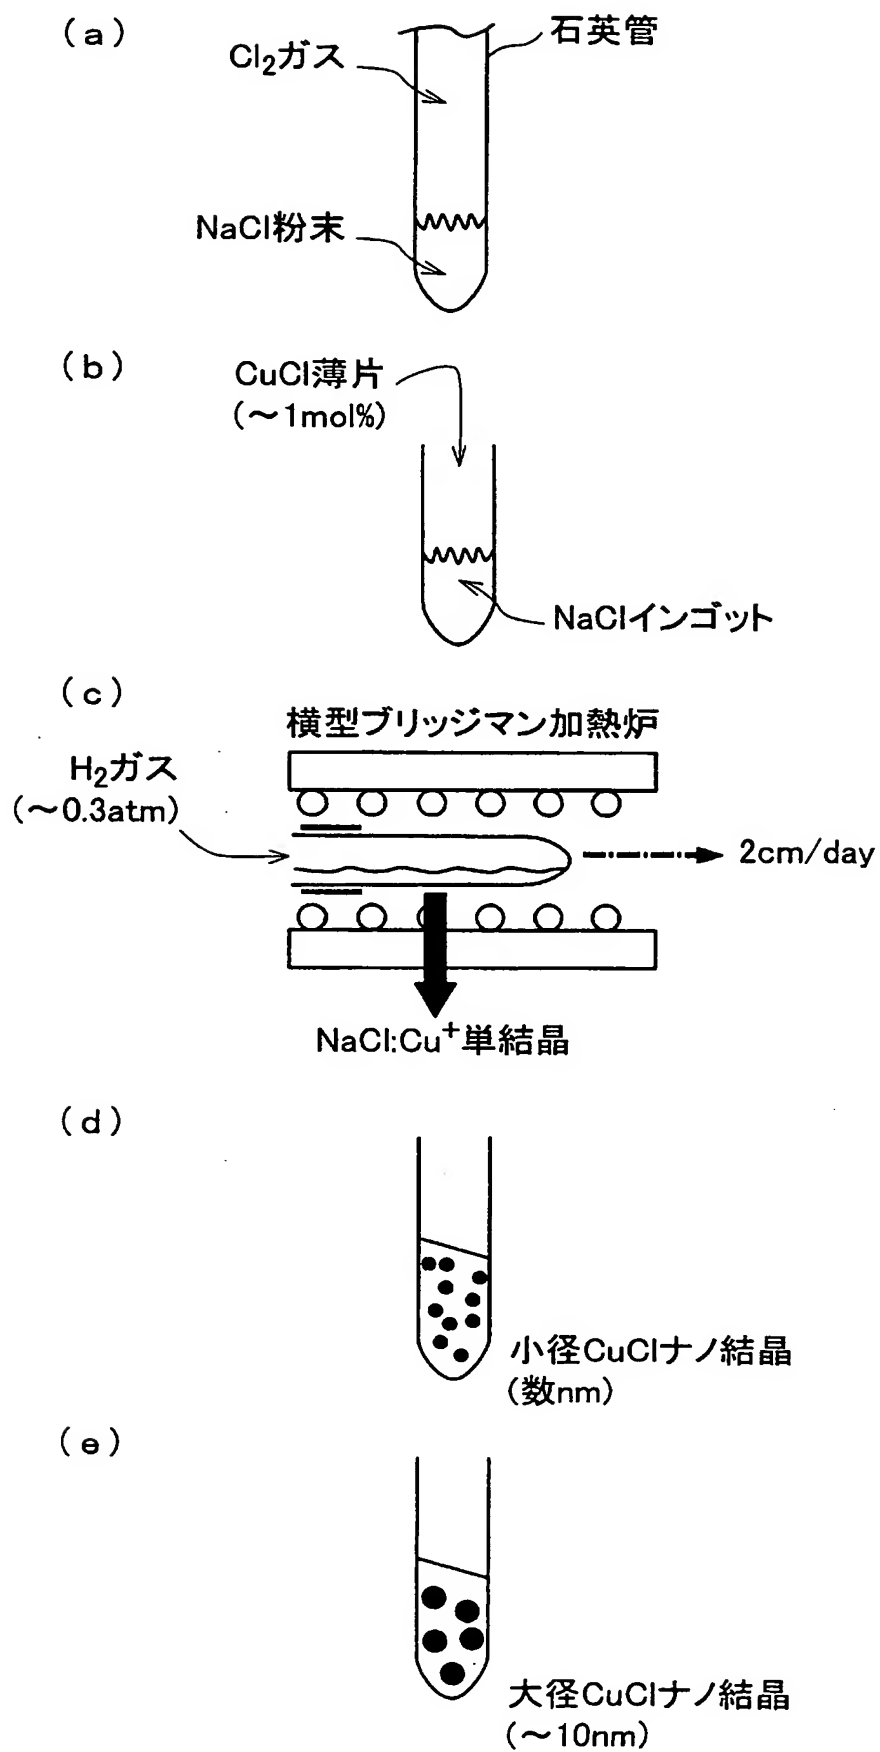 (a)
石英管
Cl2ガス
NaCl粉末
(b)
CuCl薄片
(〜1mol%)
NaClインゴット
(c)
横型ブリッジマン加熱炉
H2ガス
(〜0.3atm)
2cm/day
NaCl:Cu+単結晶
(d)
小径CuClナノ結晶
(数nm)
(e)
大径CuClナノ結晶
(〜10nm)